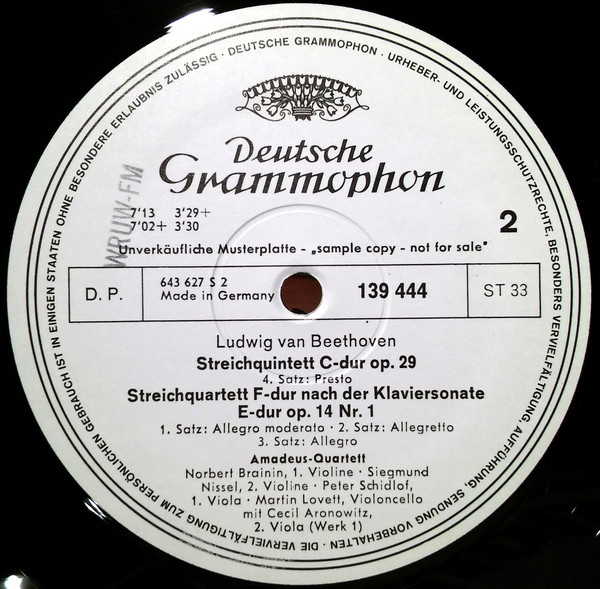 DIE VERVIELFÄLTIGUNG ZUM PERSÖNLICHEN GEBRAUCH IST IN EINIGEN STAATEN OHNE BESONDERE ERLAUBNIS ZULÄSSIG · DEUTSCHE GRAMMOPHON · URHEBER- UND LEISTUNGSSCHUTZRECHTE, BESONDERS VERVIELFÄLTIGUNG, AUFFÜHRUNG, SENDUNG VORBEHALTEN ·
Deutsche
Grammophon
WRUW-FM
7'13 3'29+
7'02+ 3'30
2
Unverkäufliche Musterplatte - „sample copy - not for sale"
D. P.
643 627 S 2
Made in Germany
139 444
ST 33
Ludwig van Beethoven
Streichquintett C-dur op. 29
4. Satz: Presto
Streichquartett F-dur nach der Klaviersonate
E-dur op. 14 Nr. 1
1. Satz: Allegro moderato · 2. Satz: Allegretto
3. Satz: Allegro
Amadeus-Quartett
Norbert Brainin, 1. Violine · Siegmund
Nissel, 2. Violine · Peter Schidlof,
1. Viola · Martin Lovett, Violoncello
mit Cecil Aronowitz,
2. Viola (Werk 1)